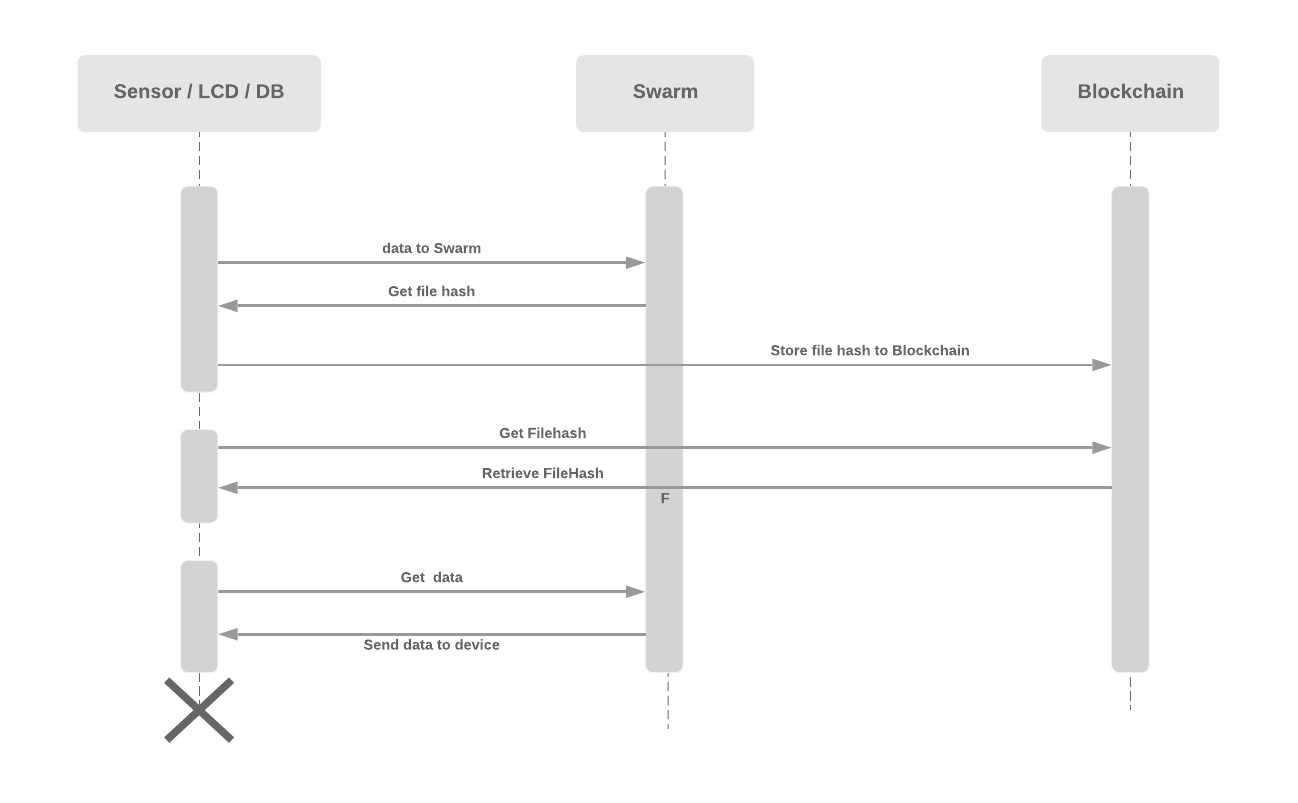 Sensor / LCD / DB
Swarm
Blockchain
data to Swarm
Get file hash
Store file hash to Blockchain
Get Filehash
Retrieve FileHash
F
Get  data
Send data to device